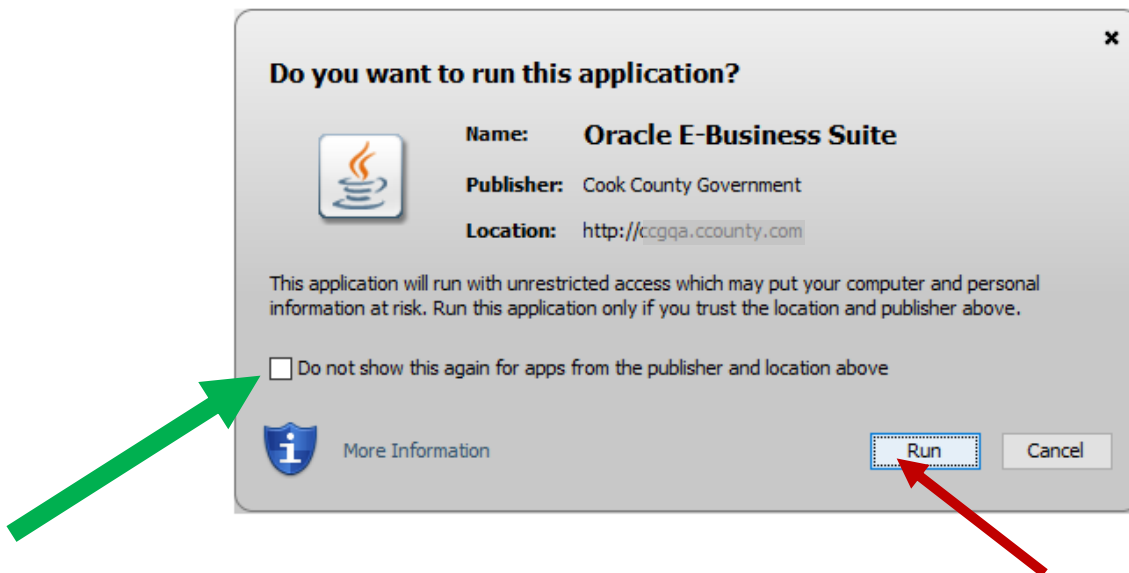 Do you want to run this application?
Name: Oracle E-Business Suite
Publisher: Cook County Government
Location: http://ccgqa.ccounty.com
This application will run with unrestricted access which may put your computer and personal
information at risk. Run this application only if you trust the location and publisher above.
Do not show this again for apps from the publisher and location above
More Information
Run Cancel